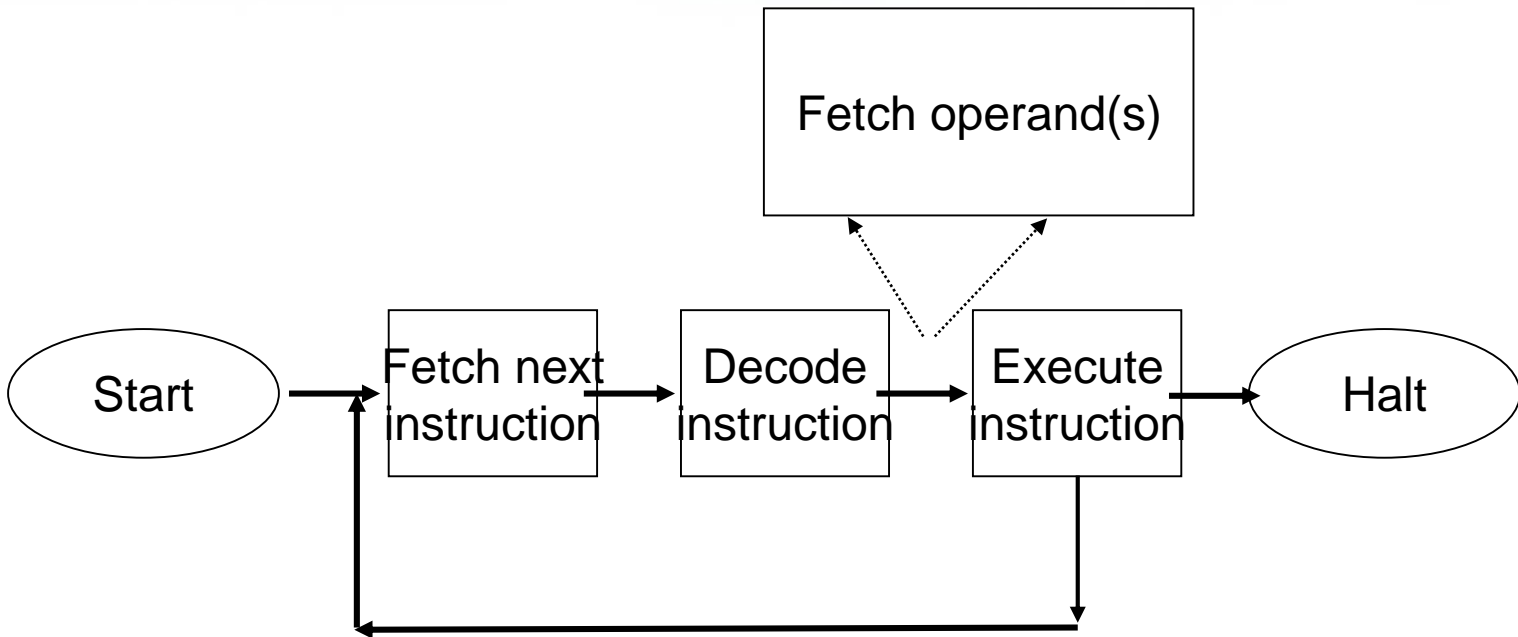 Fetch operand(s)
Start
Fetch next
instruction
Decode
instruction
Execute
instruction
Halt